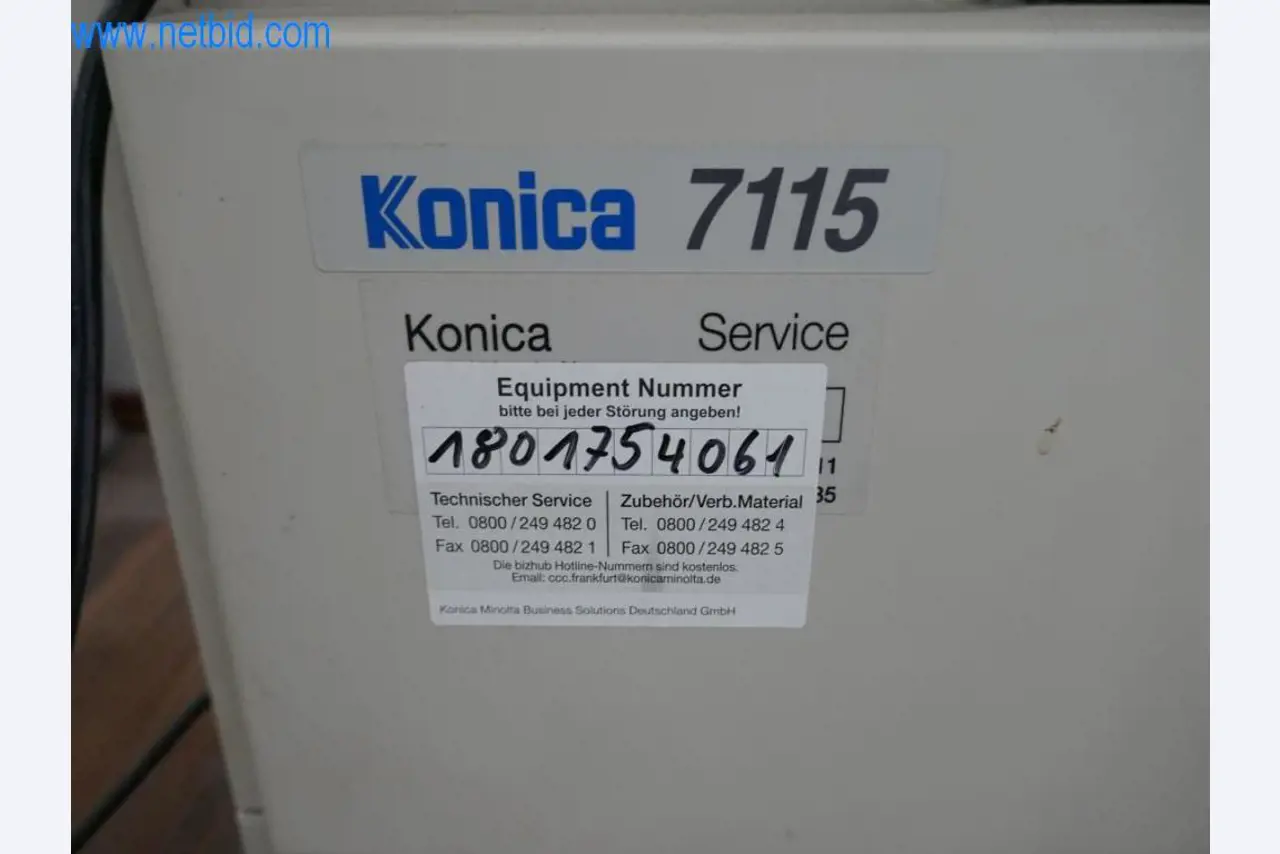 www.netbid.com
Konica 7115
Konica Service
Equipment Nummer
bitte bei jeder Störung angeben!
1801754061
11
35
Technischer Service
Tel. 0800/249 482 0
Fax 0800/249 482 1
Zubehör/Verb.Material
Tel. 0800/249 482 4
Fax 0800/249 482 5
Die bizhub Hotline-Nummern sind kostenlos.
Email: ccc.frankfurt@konicaminolta.de
Konica Minolta Business Solutions Deutschland GmbH